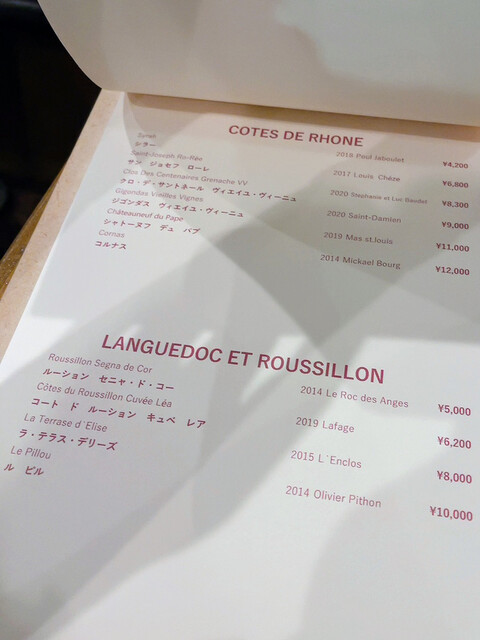 COTES DE RHONE
Syrah 2018 Paul Jaboulet ¥4,200
シラー
Saint-Joseph Ro-Rée 2017 Louis Chèze ¥6,800
サン ジョセフ ローレ
Clos Des Centenaires Grenache VV 2020 Stephanie et Luc Baudet ¥8,300
クロ・デ・サントネール ヴィエイユ・ヴィーニュ
Gigondas Vieilles Vignes 2020 Saint-Damien ¥9,000
ジゴンダス ヴィエイユ・ヴィーニュ
Châteauneuf du Pape 2019 Mas st.louis ¥11,000
シャトーヌフ デュ パプ
Cornas 2014 Mickael Bourg ¥12,000
コルナス
LANGUEDOC ET ROUSSILLON
Roussillon Segna de Cor 2014 Le Roc des Anges ¥5,000
ルーション セニャ・ド・コー
Côtes du Roussillon Cuvée Léa 2019 Lafage ¥6,200
コート ド ルーション キュベ レア
La Terrase d´Elise 2015 L´Enclos ¥8,000
ラ・テラス・デリーズ
Le Pillou 2014 Olivier Pithon ¥10,000
ル ピル